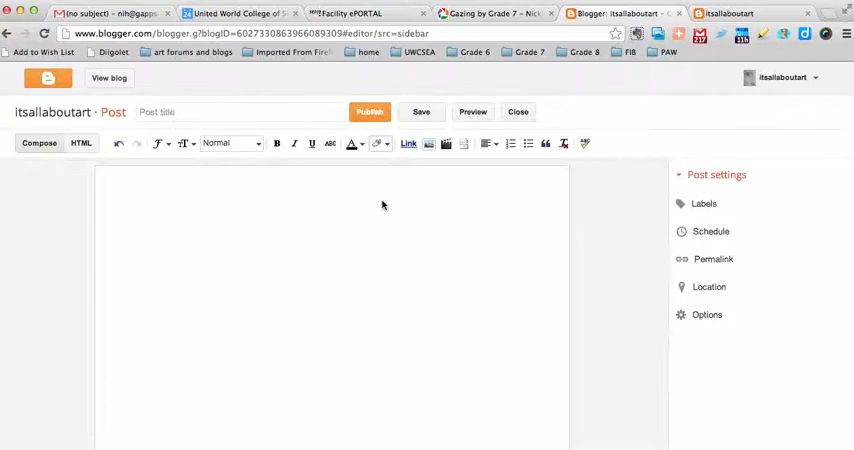 (no subject) – nih@gapps
United World College of S
Facility ePORTAL
Gazing by Grade 7 – Nick
Blogger: itsallaboutart – C
itsallaboutart
www.blogger.com/blogger.g?blogID=6027330863966089309#editor/src=sidebar
217
11h
Add to Wish List
Diigolet
art forums and blogs
Imported From Firef
home
UWCSEA
Grade 6
Grade 7
Grade 8
FIB
PAW
View blog
itsallaboutart
itsallaboutart · Post
Post title
Publish
Save
Preview
Close
Compose
HTML
Normal
B I U ABC A
Link
Post settings
Labels
Schedule
Permalink
Location
Options